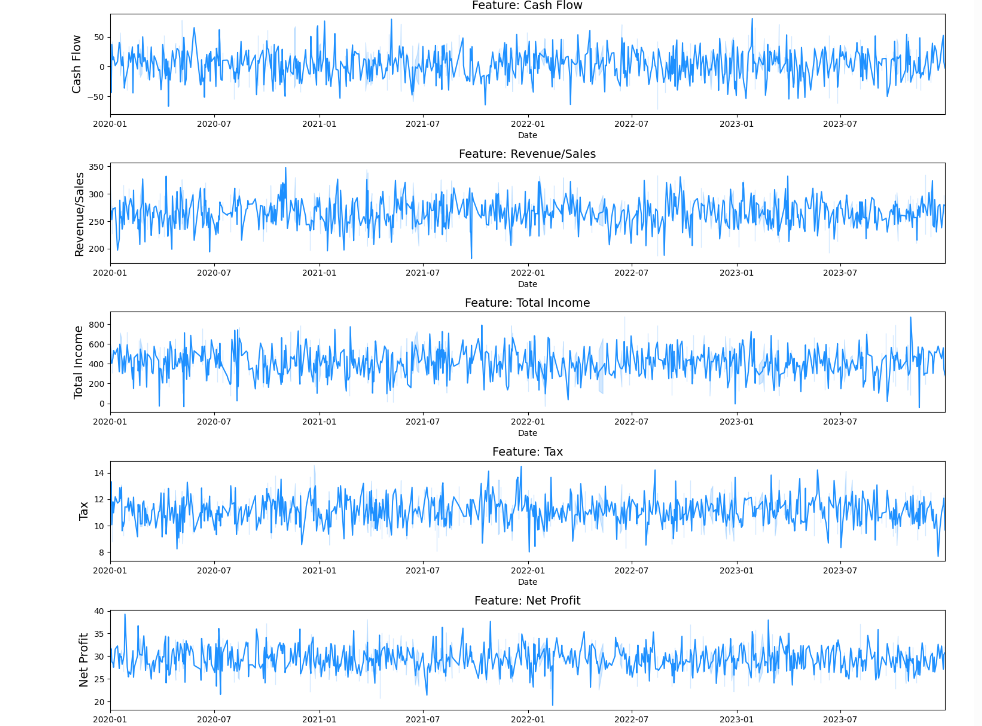 Feature: Cash Flow
Cash Flow
50
0
−50
2020-01 2020-07 2021-01 2021-07 2022-01 2022-07 2023-01 2023-07
Date
Feature: Revenue/Sales
Revenue/Sales
350
300
250
200
2020-01 2020-07 2021-01 2021-07 2022-01 2022-07 2023-01 2023-07
Date
Feature: Total Income
Total Income
800
600
400
200
0
2020-01 2020-07 2021-01 2021-07 2022-01 2022-07 2023-01 2023-07
Date
Feature: Tax
Tax
14
12
10
8
2020-01 2020-07 2021-01 2021-07 2022-01 2022-07 2023-01 2023-07
Date
Feature: Net Profit
Net Profit
40
35
30
25
20
2020-01 2020-07 2021-01 2021-07 2022-01 2022-07 2023-01 2023-07